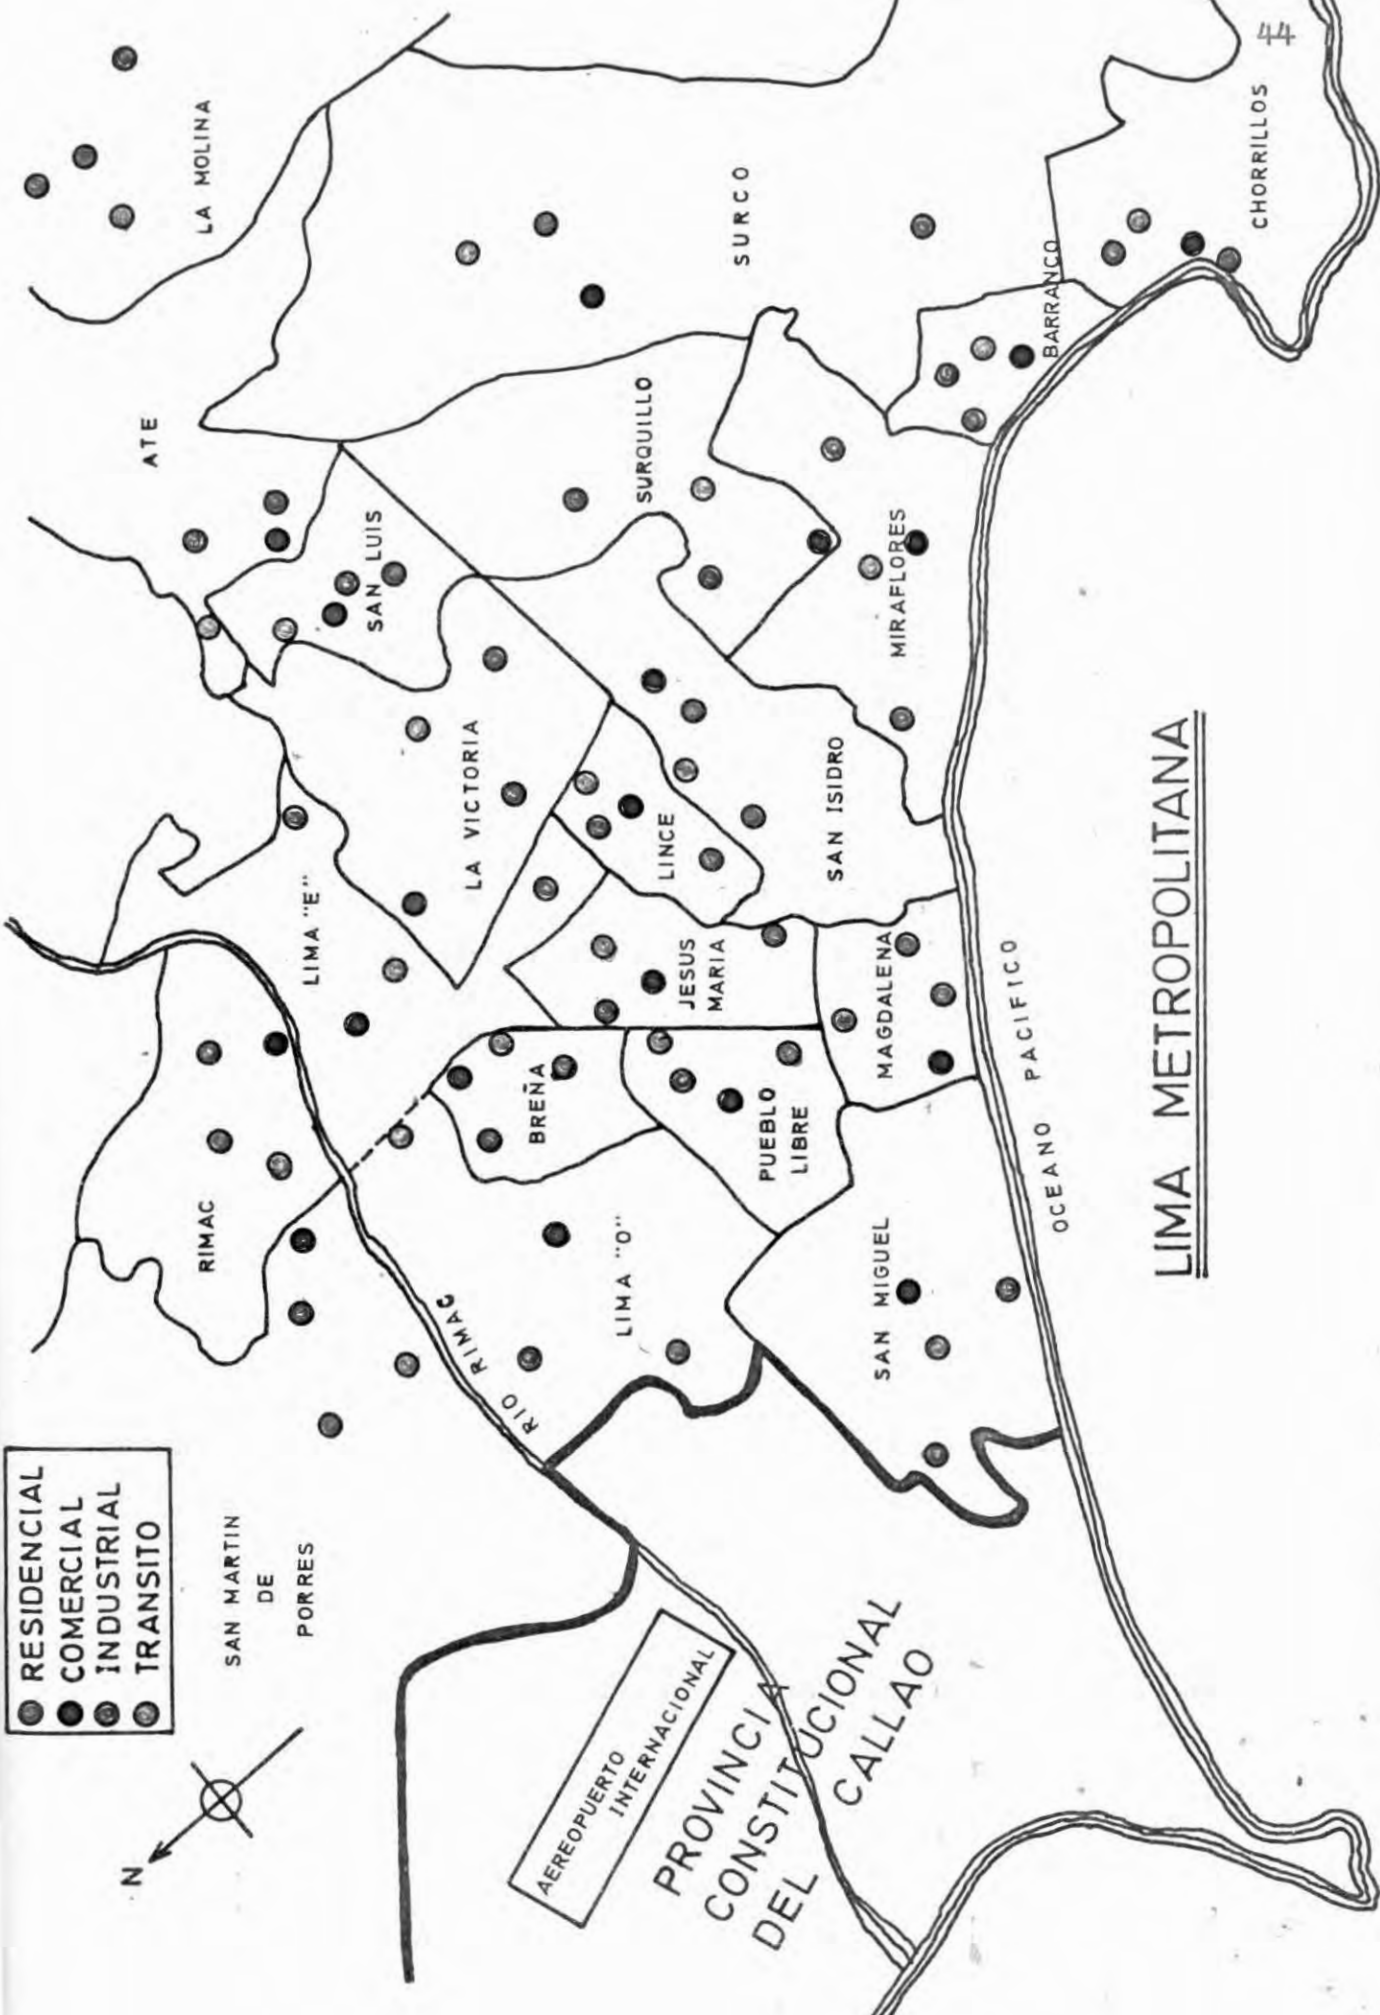 44
RESIDENCIAL
COMERCIAL
INDUSTRIAL
TRANSITO
N
SAN MARTIN
DE
PORRES
RIMAC
LIMA "E"
ATE
LA MOLINA
SAN LUIS
LA VICTORIA
SURQUILLO
SURCO
RIO RIMAC
LIMA "O"
BREÑA
JESUS
MARIA
LINCE
PUEBLO
LIBRE
SAN MIGUEL
MAGDALENA
SAN ISIDRO
MIRAFLORES
BARRANCO
CHORRILLOS
AEREOPUERTO
INTERNACIONAL
PROVINCIA
CONSTITUCIONAL
DEL CALLAO
OCEANO PACIFICO
LIMA METROPOLITANA